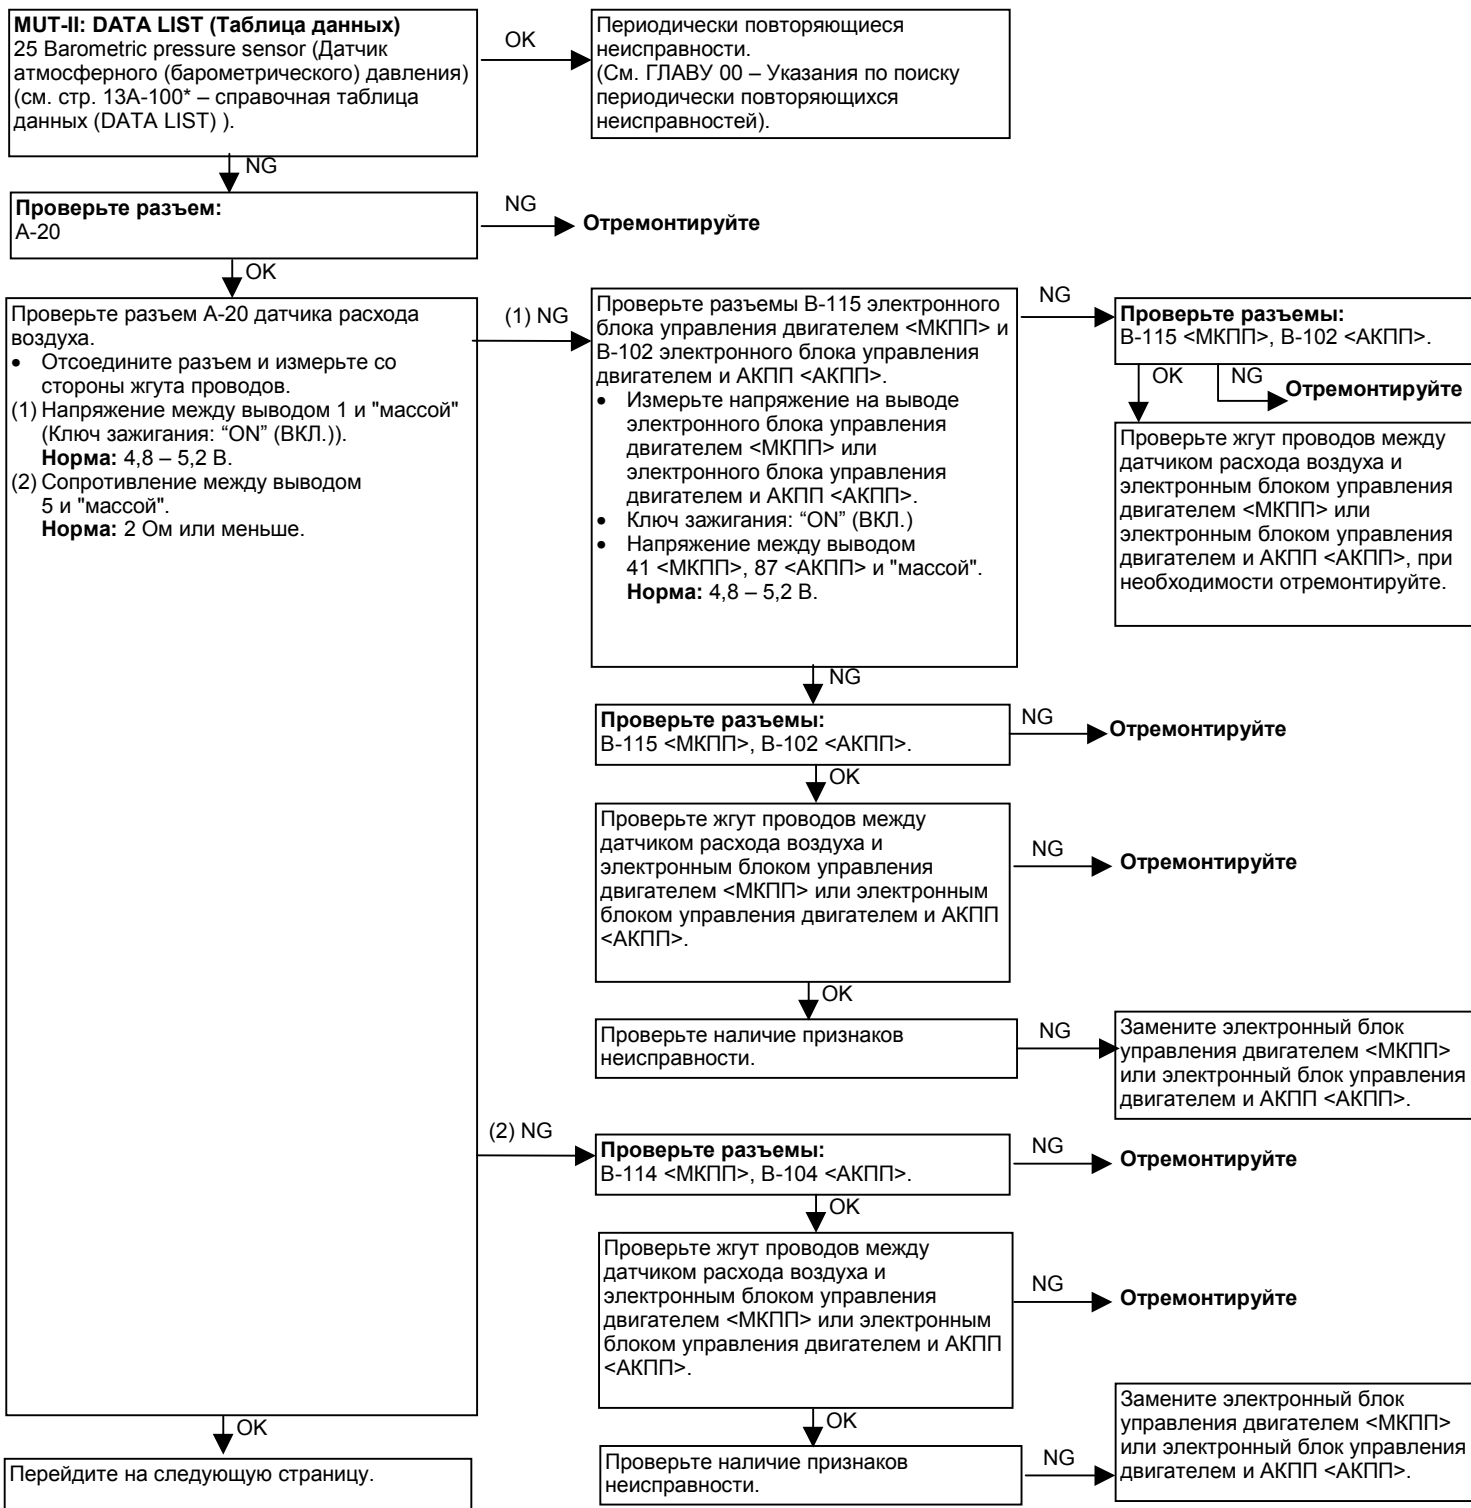 MUT-II: DATA LIST (Таблица данных)
25 Barometric pressure sensor (Датчик
атмосферного (барометрического) давления)
(см. стр. 13A-100* – справочная таблица
данных (DATA LIST) ).
OK
Периодически повторяющиеся
неисправности.
(См. ГЛАВУ 00 – Указания по поиску
периодически повторяющихся
неисправностей).
NG
Проверьте разъем:
A-20
NG
Отремонтируйте
OK
Проверьте разъем A-20 датчика расхода
воздуха.
• Отсоедините разъем и измерьте со
стороны жгута проводов.
(1) Напряжение между выводом 1 и "массой"
(Ключ зажигания: “ON” (ВКЛ.)).
Норма: 4,8 – 5,2 В.
(2) Сопротивление между выводом
5 и "массой".
Норма: 2 Ом или меньше.
(1) NG
Проверьте разъемы B-115 электронного
блока управления двигателем <МКПП> и
B-102 электронного блока управления
двигателем и АКПП <АКПП>.
• Измерьте напряжение на выводе
электронного блока управления
двигателем <МКПП> или
электронного блока управления
двигателем и АКПП <АКПП>.
• Ключ зажигания: “ON” (ВКЛ.)
• Напряжение между выводом
41 <МКПП>, 87 <АКПП> и "массой".
Норма: 4,8 – 5,2 В.
NG
Проверьте разъемы:
B-115 <МКПП>, B-102 <АКПП>.
OK
NG
Отремонтируйте
Проверьте жгут проводов между
датчиком расхода воздуха и
электронным блоком управления
двигателем <МКПП> или
электронным блоком управления
двигателем и АКПП <АКПП>, при
необходимости отремонтируйте.
NG
Проверьте разъемы:
B-115 <МКПП>, B-102 <АКПП>.
NG
Отремонтируйте
OK
Проверьте жгут проводов между
датчиком расхода воздуха и
электронным блоком управления
двигателем <МКПП> или электронным
блоком управления двигателем и АКПП
<АКПП>.
NG
Отремонтируйте
OK
Проверьте наличие признаков
неисправности.
NG
Замените электронный блок
управления двигателем <МКПП>
или электронный блок управления
двигателем и АКПП <АКПП>.
(2) NG
Проверьте разъемы:
B-114 <МКПП>, B-104 <АКПП>.
NG
Отремонтируйте
OK
Проверьте жгут проводов между
датчиком расхода воздуха и
электронным блоком управления
двигателем <МКПП> или электронным
блоком управления двигателем и АКПП
<АКПП>.
NG
Отремонтируйте
OK
Проверьте наличие признаков
неисправности.
NG
Замените электронный блок
управления двигателем <МКПП>
или электронный блок управления
двигателем и АКПП <АКПП>.
OK
Перейдите на следующую страницу.